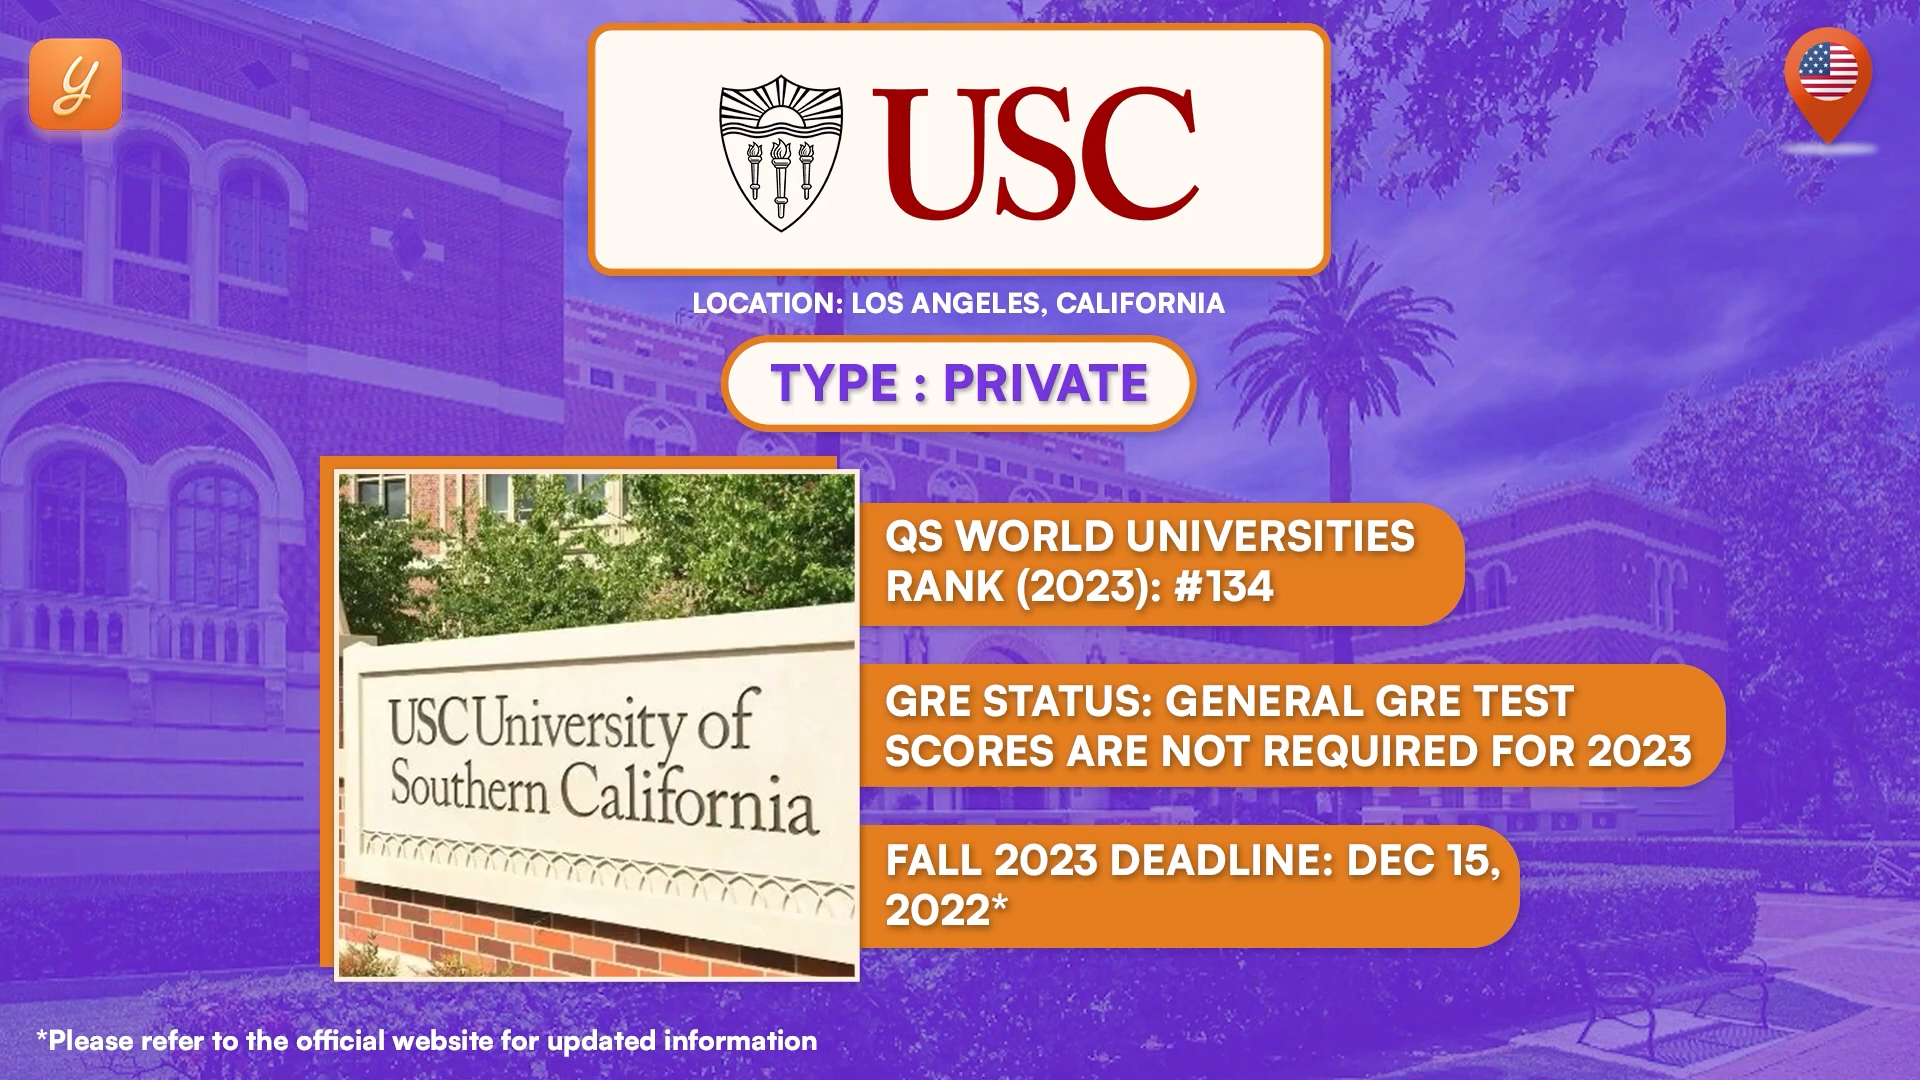 y
USC
LOCATION: LOS ANGELES, CALIFORNIA
TYPE : PRIVATE
USC University of
Southern California
QS WORLD UNIVERSITIES
RANK (2023): #134
GRE STATUS: GENERAL GRE TEST
SCORES ARE NOT REQUIRED FOR 2023
FALL 2023 DEADLINE: DEC 15,
2022*
*Please refer to the official website for updated information